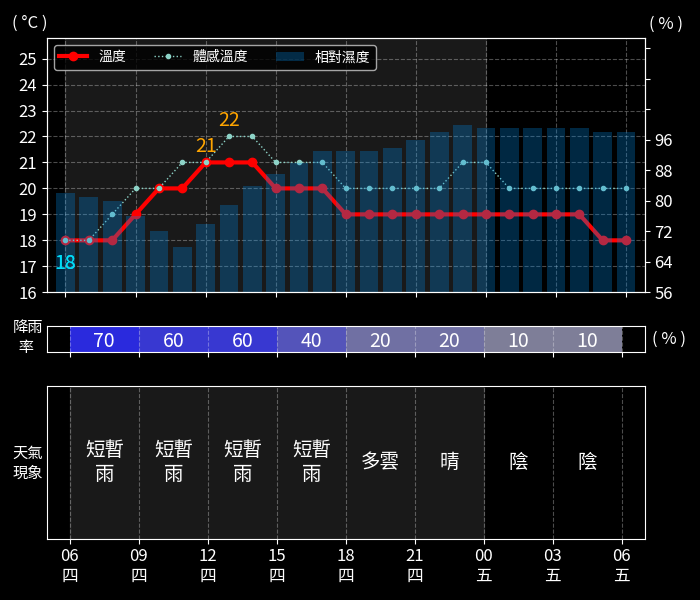 ( °C )
( % )
溫度 體感溫度 相對濕度
25
24
23
22
21
20
19
18
17
16
96
88
80
72
64
56
22
21
18
降雨
率
70 60 60 40 20 20 10 10
( % )
天氣
現象
短暫
雨
短暫
雨
短暫
雨
短暫
雨
多雲
晴
陰
陰
06 09 12 15 18 21 00 03 06
四 四 四 四 四 四 五 五 五